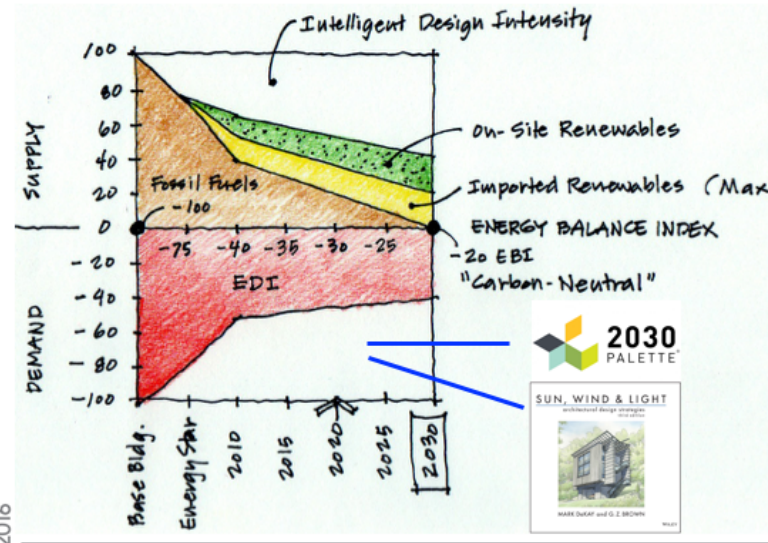 Intelligent Design Intensity
100
80
60
40
20
0
- 20
- 40
- 60
- 80
-100
SUPPLY
DEMAND
On-Site Renewables
Imported Renewables (Max
Fossil Fuels
-100
ENERGY BALANCE INDEX
-20 EBI
"Carbon-Neutral"
-75 -40 -35 -30 -25
EDI
Base Bldg.
Energy Star
2010
2015
2020
2025
2030
2030
PALETTE
SUN, WIND & LIGHT
architectural design strategies
third edition
MARK DEKAY and G. Z. BROWN
WILEY
2016